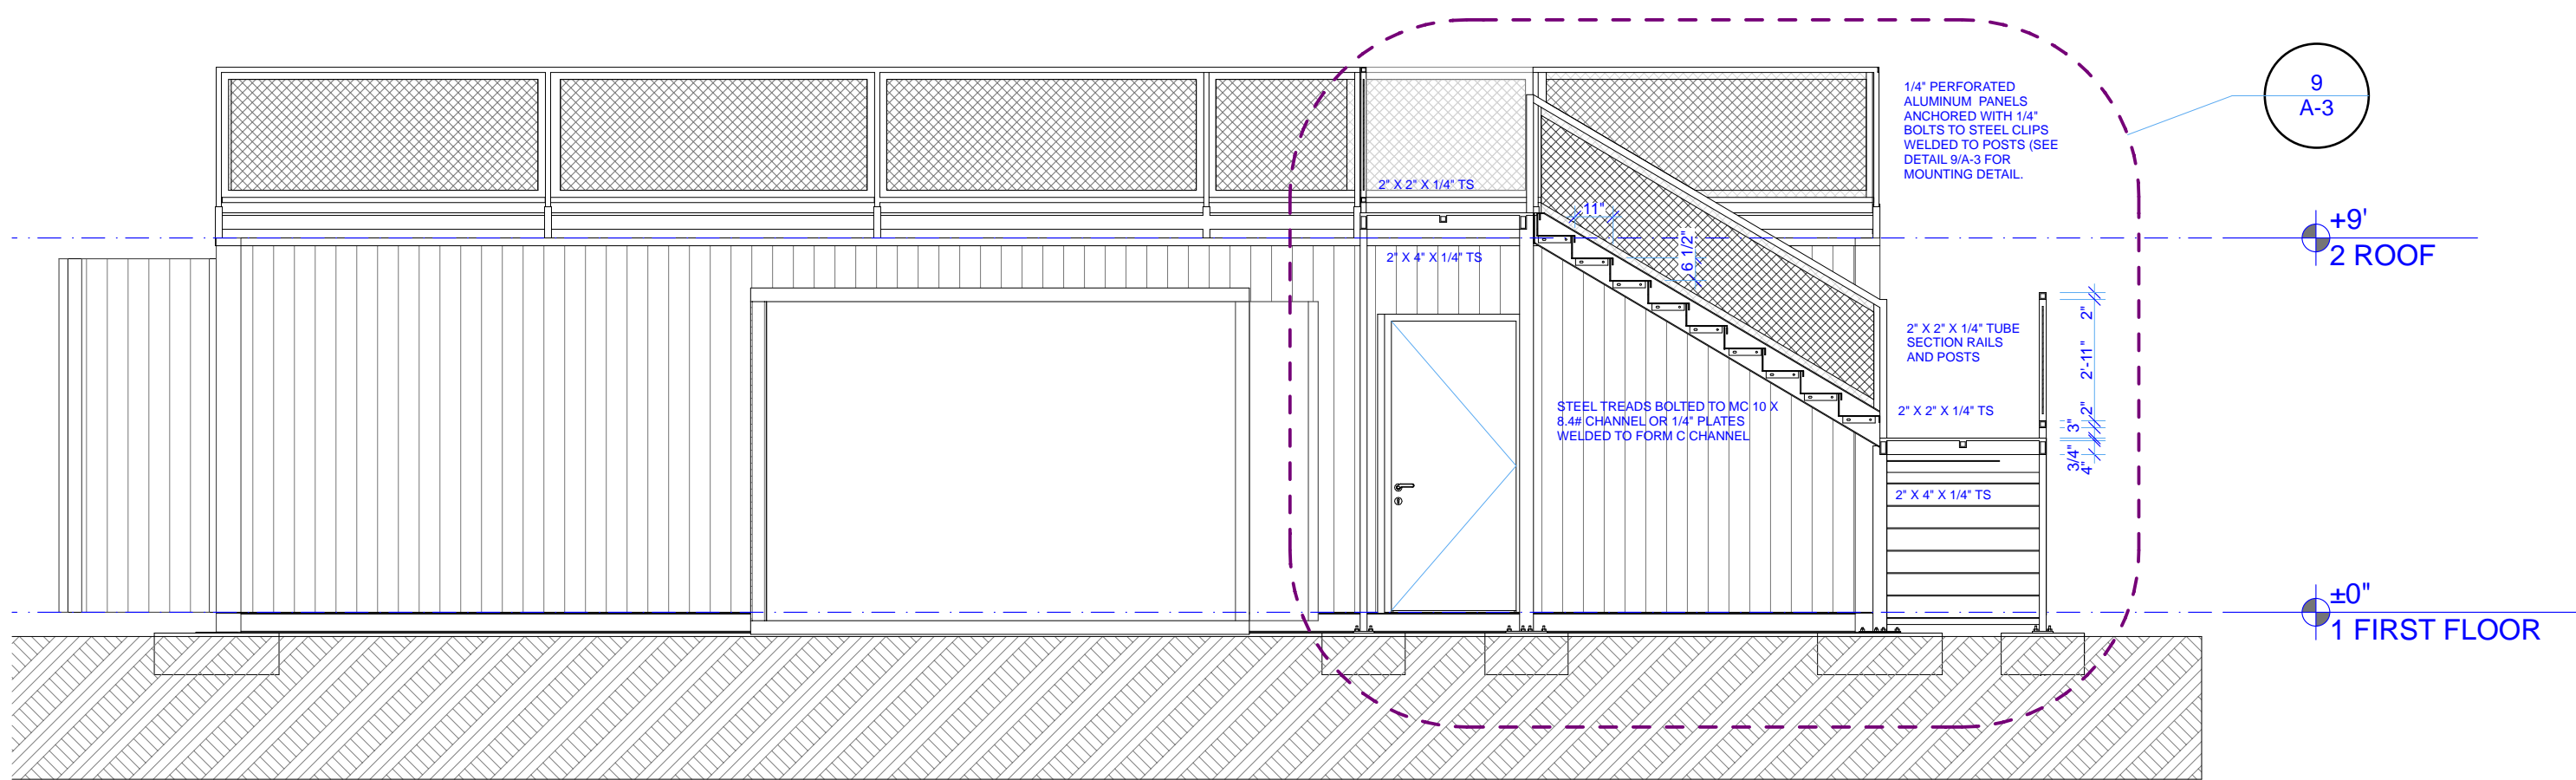 1/4" PERFORATED
ALUMINUM PANELS
ANCHORED WITH 1/4"
BOLTS TO STEEL CLIPS
WELDED TO POSTS (SEE
DETAIL 9/A-3 FOR
MOUNTING DETAIL.
9
A-3
2" X 2" X 1/4" TS
11"
6 1/2"
2" X 4" X 1/4" TS
+9'
2 ROOF
2" X 2" X 1/4" TUBE
SECTION RAILS
AND POSTS
2"
2'-11"
2"
3"
3/4"
4"
STEEL TREADS BOLTED TO MC 10 X
8.4# CHANNEL OR 1/4" PLATES
WELDED TO FORM C CHANNEL
2" X 2" X 1/4" TS
2" X 4" X 1/4" TS
±0"
1 FIRST FLOOR